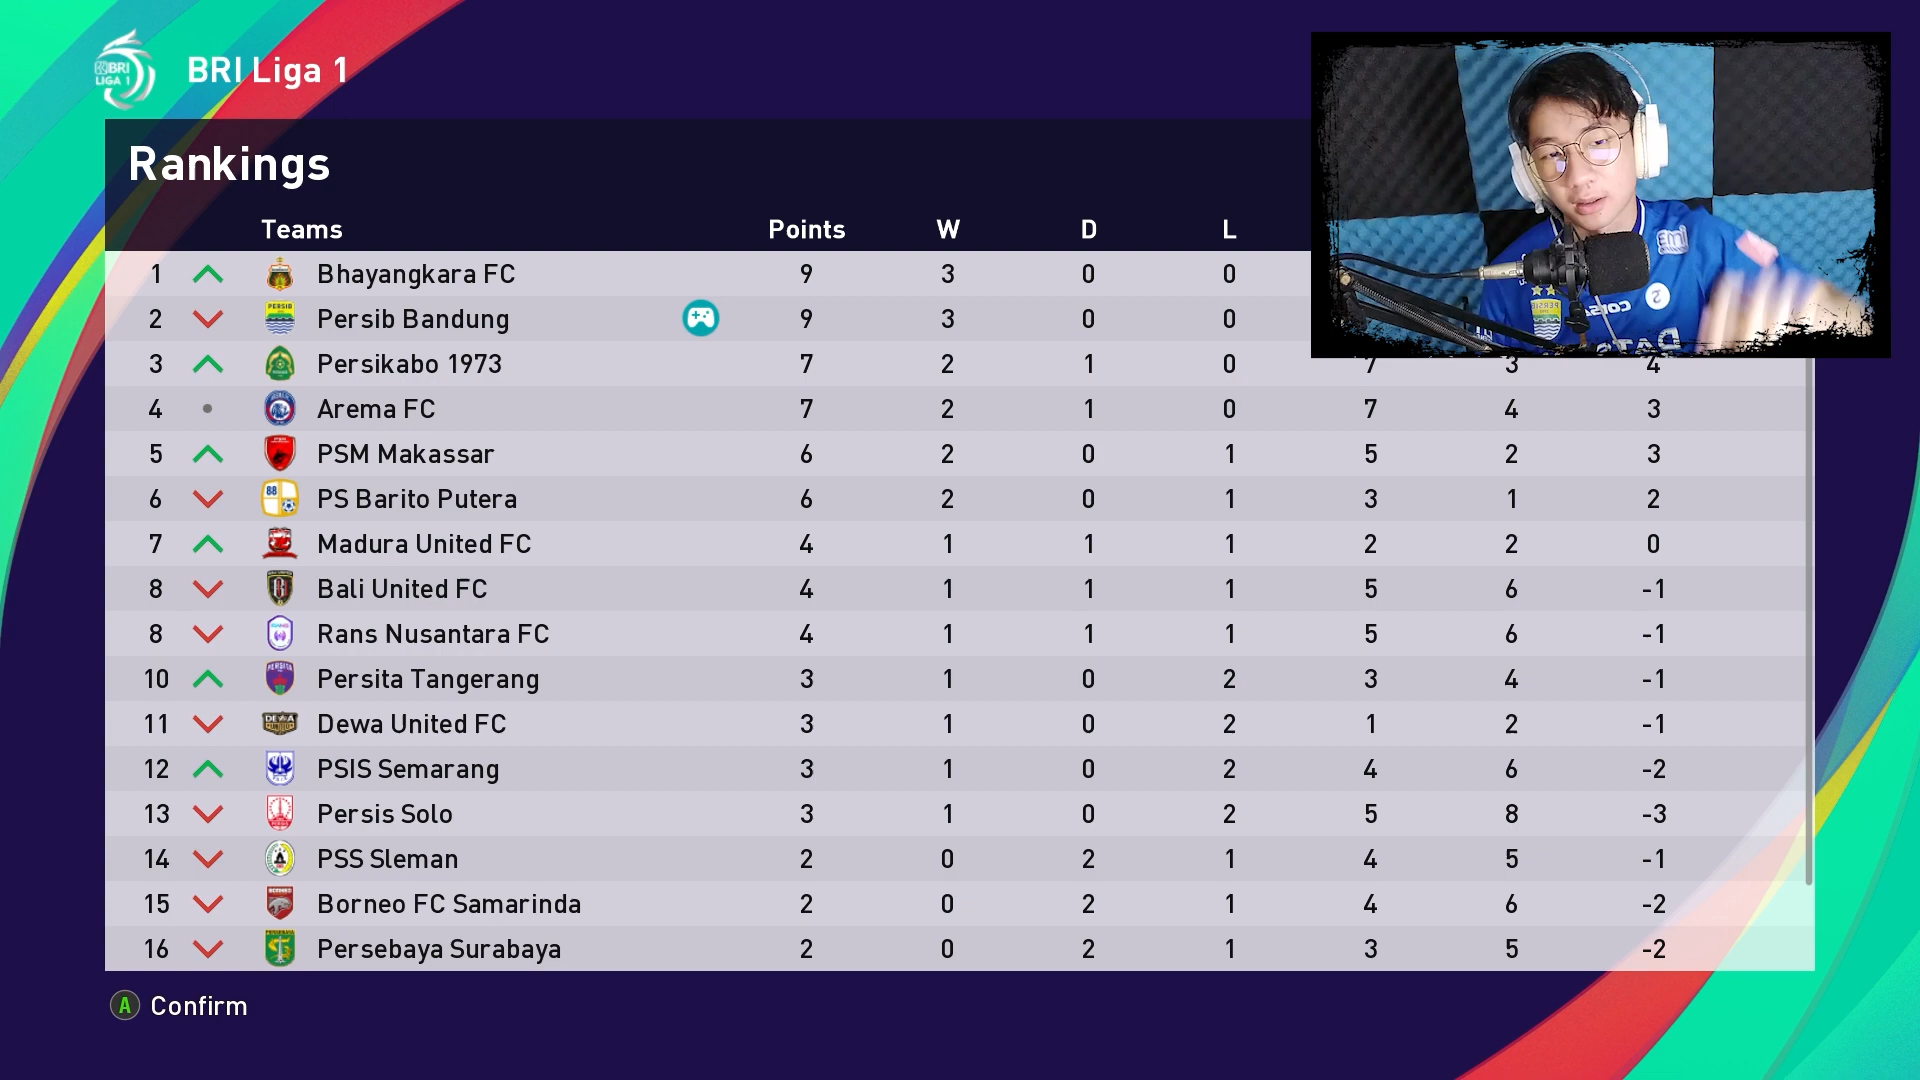 BRI
LIGA 1
BRI Liga 1
Rankings
Teams Points W D L
1 Bhayangkara FC 9 3 0 0
2 Persib Bandung 9 3 0 0
3 Persikabo 1973 7 2 1 0 7 3 4
4 Arema FC 7 2 1 0 7 4 3
5 PSM Makassar 6 2 0 1 5 2 3
6 PS Barito Putera 6 2 0 1 3 1 2
7 Madura United FC 4 1 1 1 2 2 0
8 Bali United FC 4 1 1 1 5 6 -1
8 Rans Nusantara FC 4 1 1 1 5 6 -1
10 Persita Tangerang 3 1 0 2 3 4 -1
11 Dewa United FC 3 1 0 2 1 2 -1
12 PSIS Semarang 3 1 0 2 4 6 -2
13 Persis Solo 3 1 0 2 5 8 -3
14 PSS Sleman 2 0 2 1 4 5 -1
15 Borneo FC Samarinda 2 0 2 1 4 6 -2
16 Persebaya Surabaya 2 0 2 1 3 5 -2
A Confirm
PERSIB
88